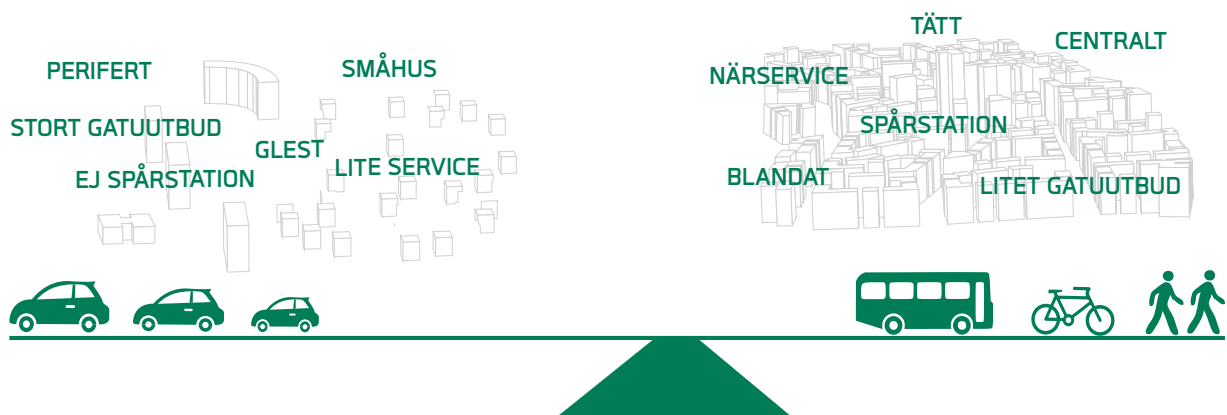 PERIFERT
SMÅHUS
STORT GATUUTBUD
GLEST
LITE SERVICE
EJ SPÅRSTATION
TÄTT
CENTRALT
NÄRSERVICE
SPÅRSTATION
BLANDAT
LITET GATUUTBUD